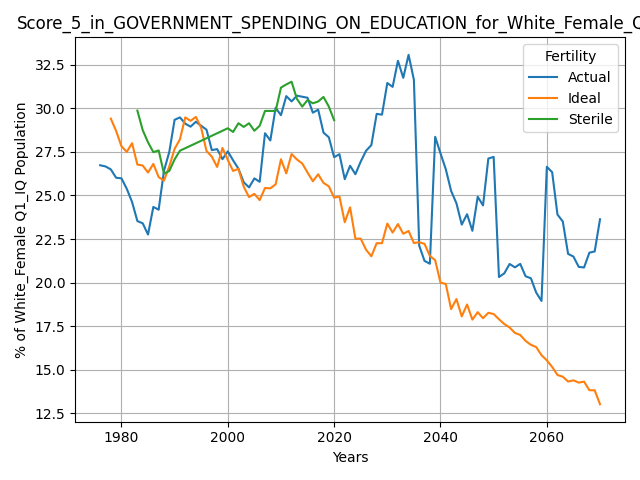 Score_5_in_GOVERNMENT_SPENDING_ON_EDUCATION_for_White_Female_Q
Fertility
Actual
Ideal
Sterile
% of White_Female Q1_IQ Population
32.5
30.0
27.5
25.0
22.5
20.0
17.5
15.0
12.5
1980 2000 2020 2040 2060
Years